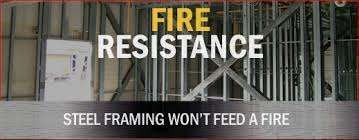 FIRE
RESISTANCE
STEEL FRAMING WON'T FEED A FIRE